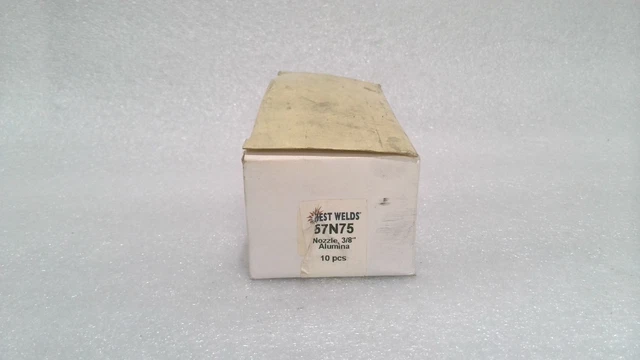 BEST WELDS®
57N75
Nozzle, 3/8"
Alumina
10 pcs